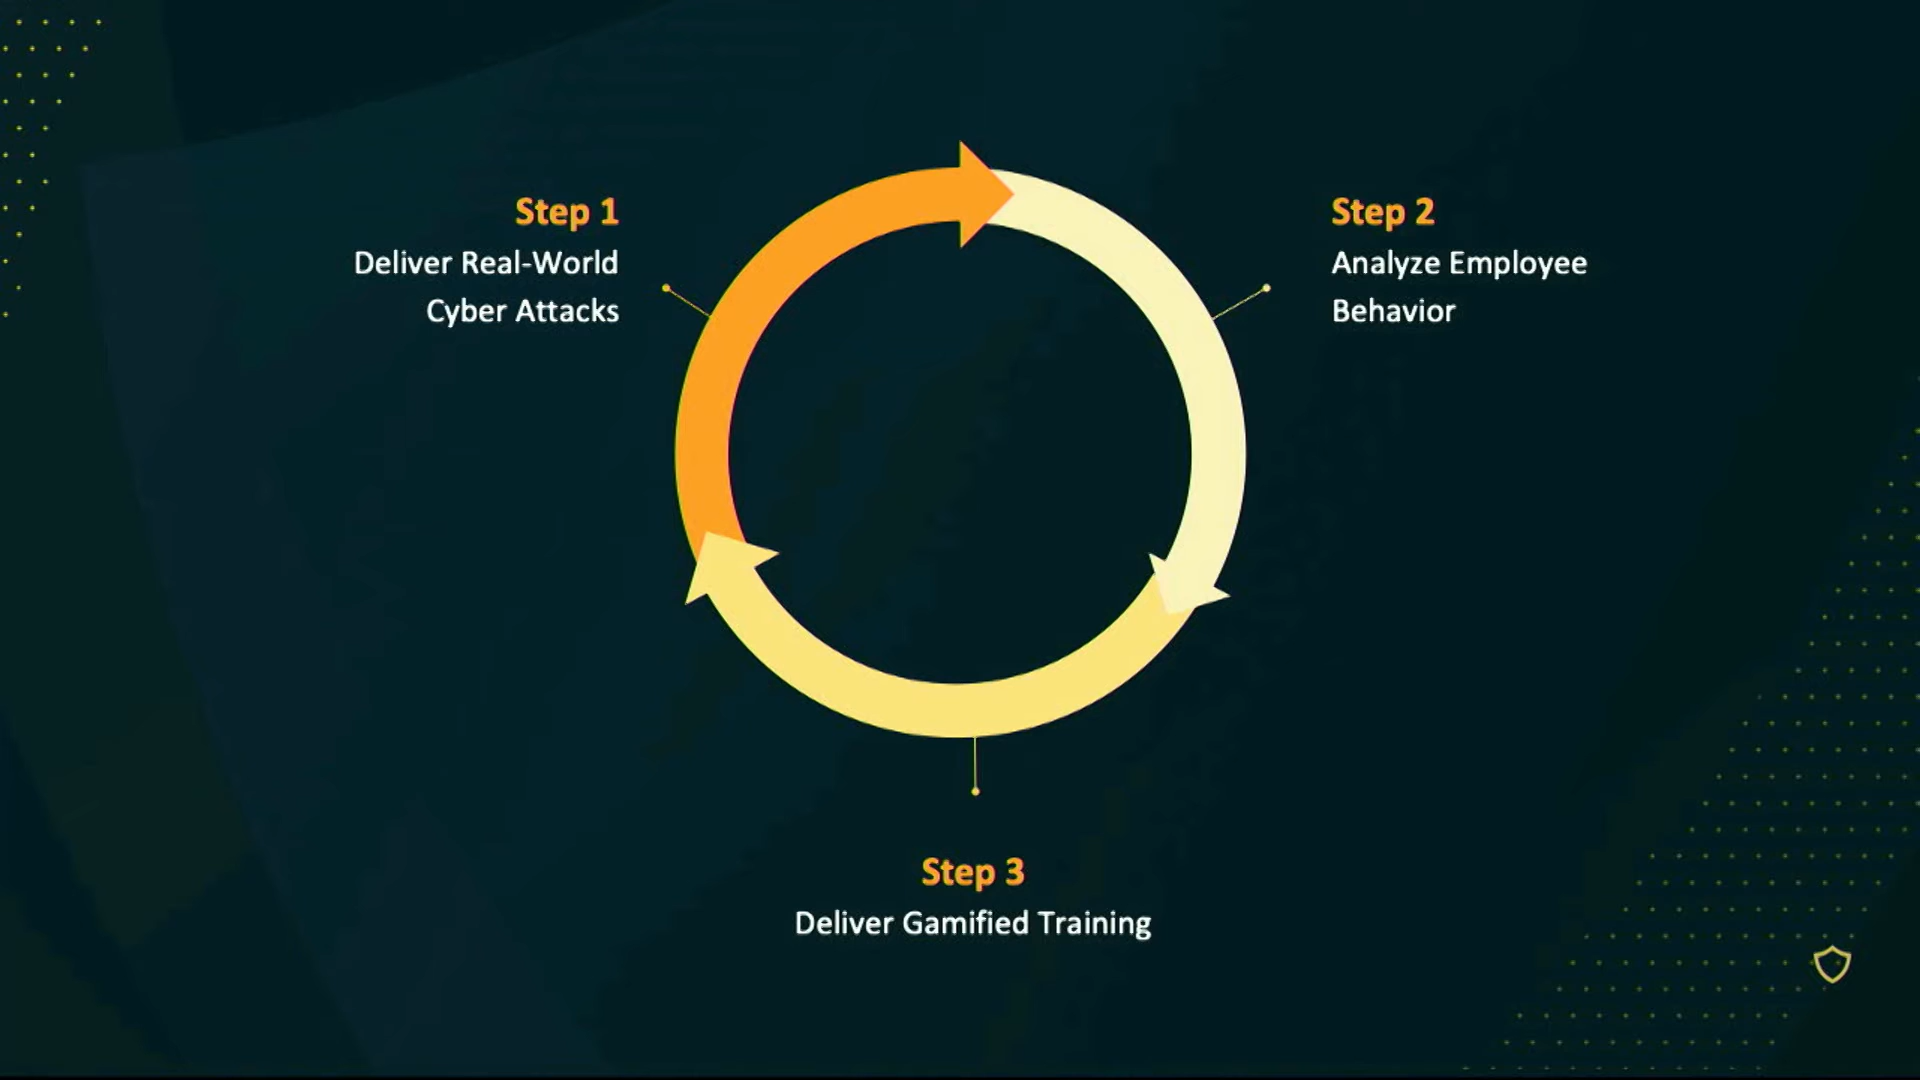 Step 1
Deliver Real-World
Cyber Attacks
Step 2
Analyze Employee
Behavior
Step 3
Deliver Gamified Training